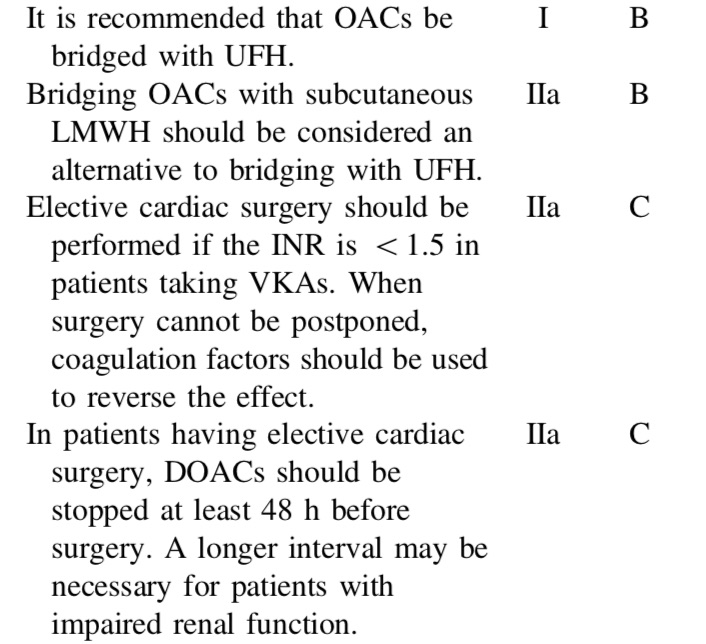 It is recommended that OACs be I B
bridged with UFH.
Bridging OACs with subcutaneous IIa B
LMWH should be considered an
alternative to bridging with UFH.
Elective cardiac surgery should be IIa C
performed if the INR is < 1.5 in
patients taking VKAs. When
surgery cannot be postponed,
coagulation factors should be used
to reverse the effect.
In patients having elective cardiac IIa C
surgery, DOACs should be
stopped at least 48 h before
surgery. A longer interval may be
necessary for patients with
impaired renal function.